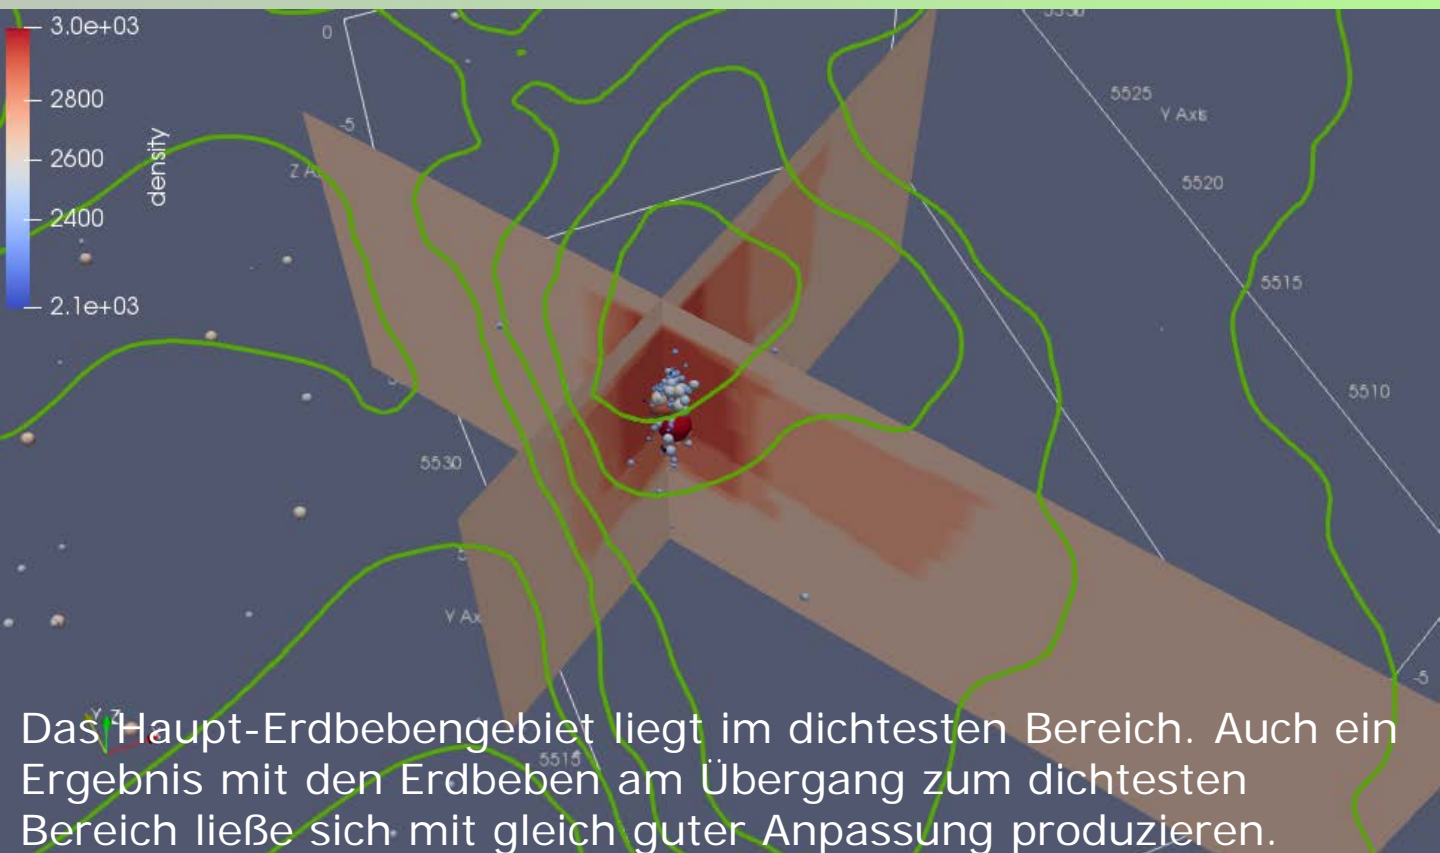 3.0e+03
2800
2600
2400
2.1e+03
density
0
-5
5530
5525
Y Axis
5520
5515
5510
5530
Y Ax
-5
Y Z
5515
Das Haupt-Erdbebengebiet liegt im dichtesten Bereich. Auch ein
Ergebnis mit den Erdbeben am Übergang zum dichtesten
Bereich ließe sich mit gleich guter Anpassung produzieren.